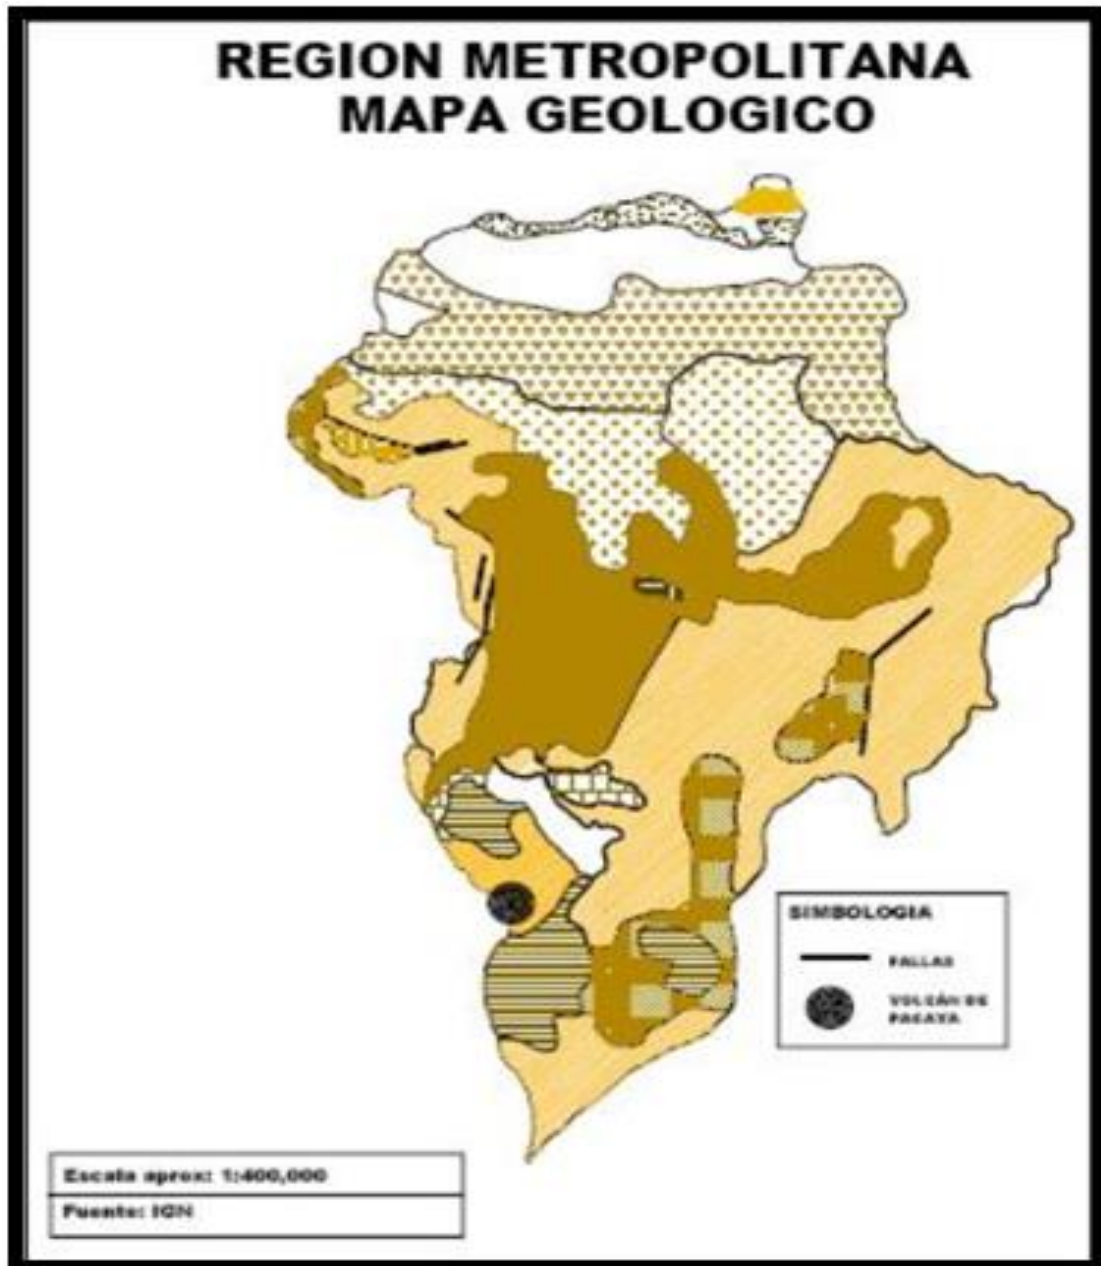 REGION METROPOLITANA
MAPA GEOLOGICO
SIMBOLOGIA
FALLAS
VOLCÁN DE
PACAYA
Escala aprox: 1:400,000
Fuente: IGN